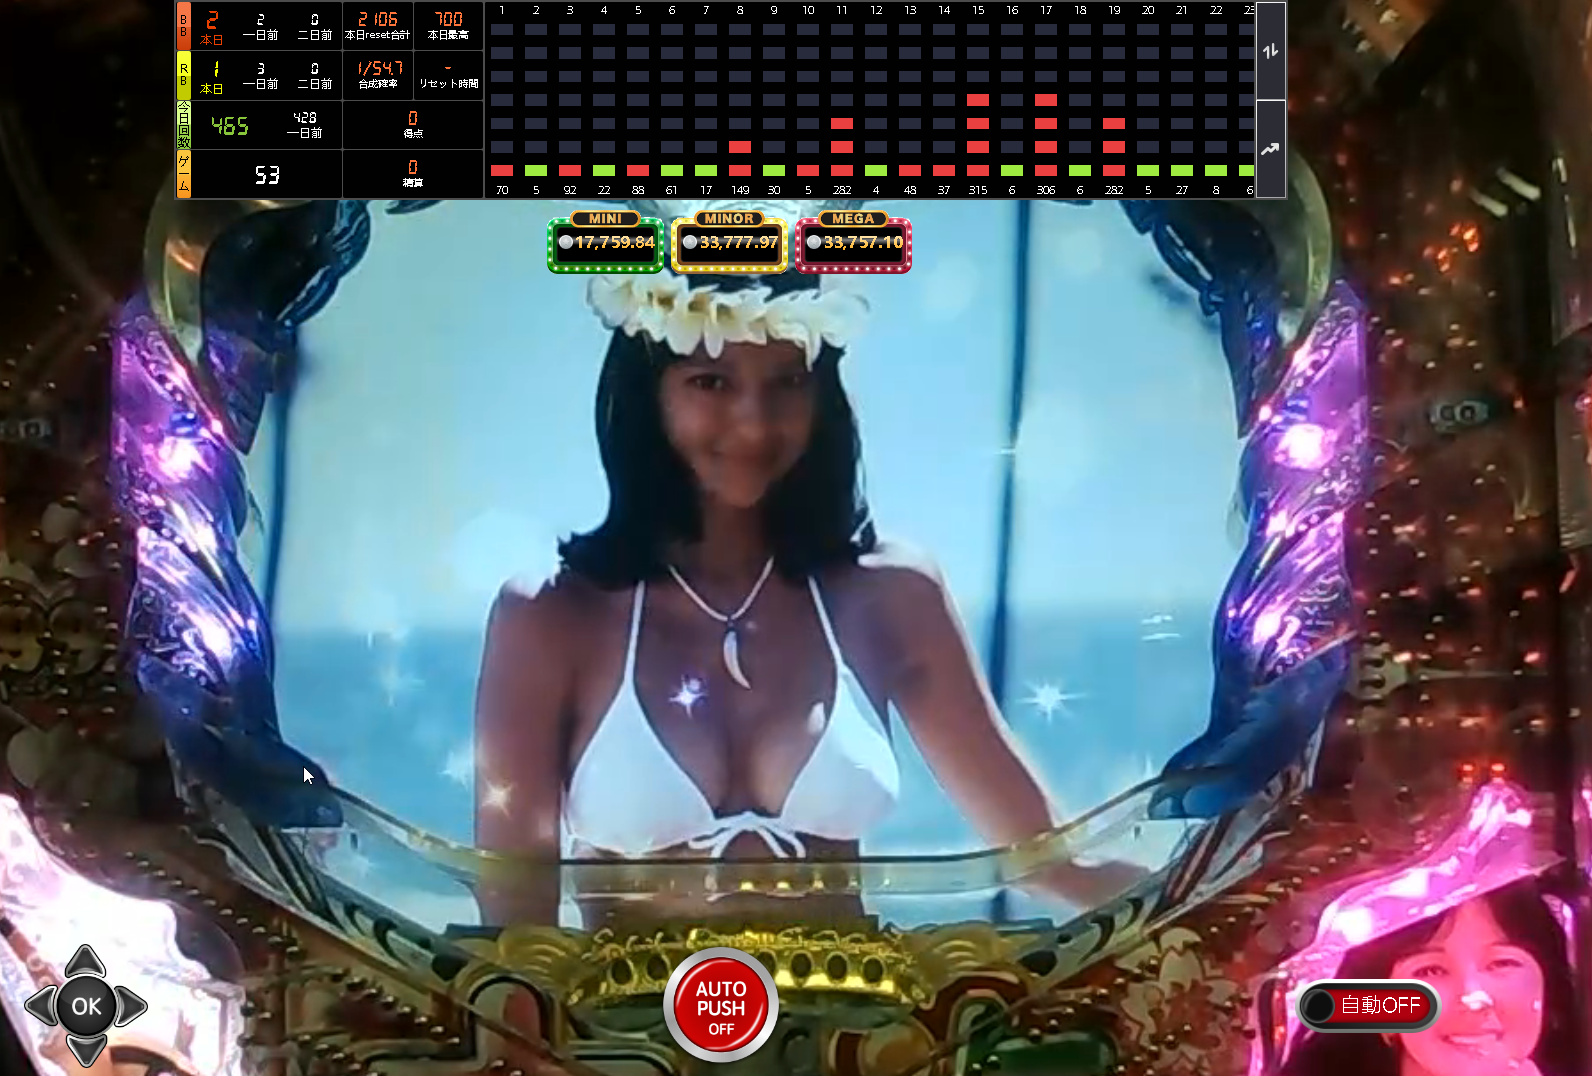 BB 2 本日 2 一日前 0 二日前 2106 本日reset合計 700 本日最高
RB 1 本日 3 一日前 0 二日前 1/54.7 合成確率 - リセット時間
今日回数 465 428 一日前 0 得点
ゲーム 53 0 精算
1 2 3 4 5 6 7 8 9 10 11 12 13 14 15 16 17 18 19 20 21 22 23
70 5 92 22 88 61 17 149 30 5 282 4 48 37 315 6 306 6 282 5 27 8 6
MINI MINOR MEGA
17,759.84 33,777.97 33,757.10
OK
AUTO
PUSH
OFF
自動OFF